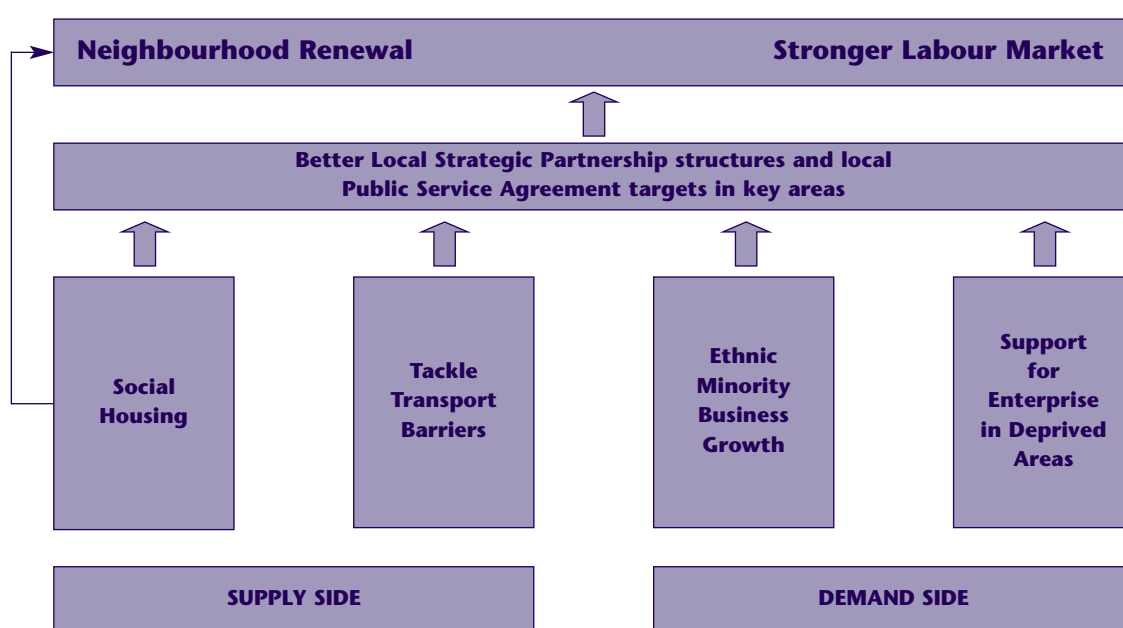 Neighbourhood Renewal
Stronger Labour Market
Better Local Strategic Partnership structures and local
Public Service Agreement targets in key areas
Social
Housing
Tackle
Transport
Barriers
Ethnic
Minority
Business
Growth
Support
for
Enterprise
in Deprived
Areas
SUPPLY SIDE
DEMAND SIDE